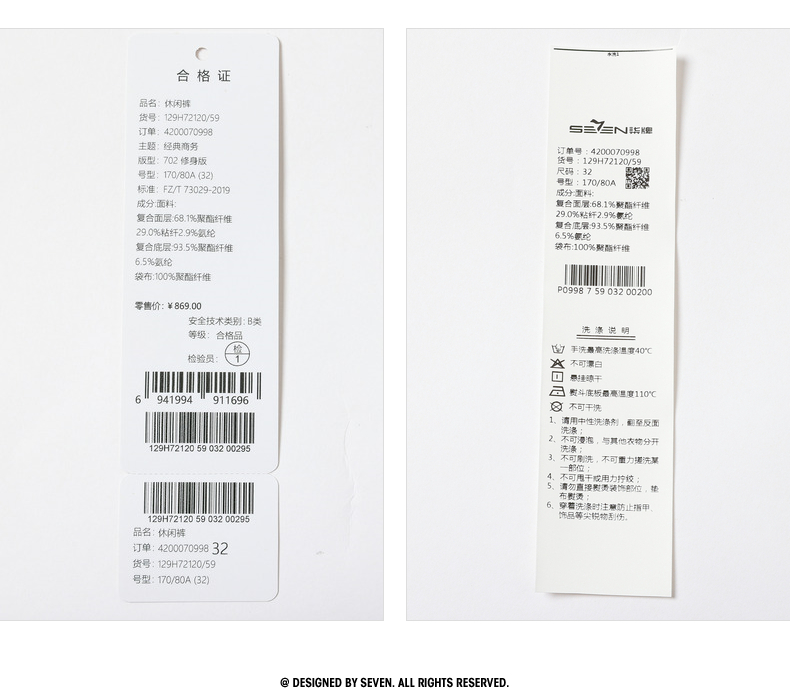 合格证
品名：休闲裤
货号：129H72120/59
订单：4200070998
主题：经典商务
版型：702 修身版
号型：170/80A (32)
标准：FZ/T 73029-2019
成分:面料：
复合面层:68.1%聚酯纤维
29.0%粘纤2.9%氨纶
复合底层:93.5%聚酯纤维
6.5%氨纶
袋布:100%聚酯纤维
零售价：¥869.00
安全技术类别：B类
等级：合格品
检验员：检1
6 941994 911696
129H72120 59 032 00295
129H72120 59 032 00295
品名：休闲裤
订单：4200070998 32
货号：129H72120/59
号型：170/80A (32)
水洗1
SEVEN 柒牌
订单号：4200070998
货号：129H72120/59
尺码：32
号型：170/80A
成分:面料：
复合面层:68.1%聚酯纤维
29.0%粘纤2.9%氨纶
复合底层:93.5%聚酯纤维
6.5%氨纶
袋布:100%聚酯纤维
P0998 7 59 032 00200
洗涤说明
手洗最高洗涤温度40℃
不可漂白
悬挂晾干
熨斗底板最高温度110℃
不可干洗
1、请用中性洗涤剂，翻至反面
洗涤；
2、不可浸泡，与其他衣物分开
洗涤；
3、不可刷洗，不可重力搓洗某
一部位；
4、不可甩干或用力拧绞；
5、请勿直接熨烫装饰部位，垫
布熨烫；
6、穿着洗涤时注意防止指甲、
饰品等尖锐物刮伤。
@ DESIGNED BY SEVEN. ALL RIGHTS RESERVED.